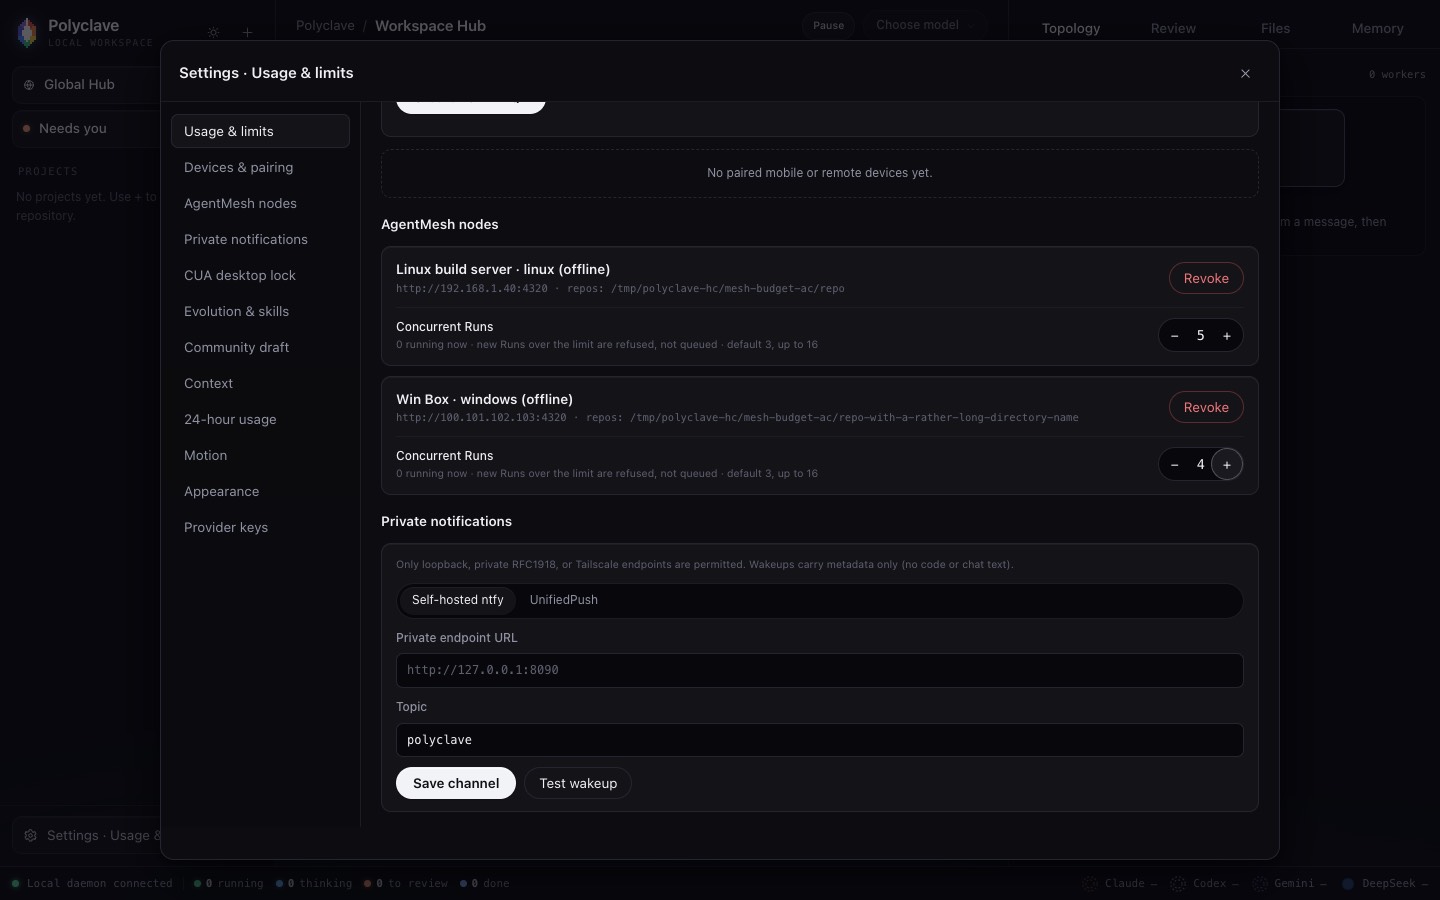 Polyclave
LOCAL WORKSPACE
Polyclave / Workspace Hub
Pause
Choose model
Topology
Review
Files
Memory
Global Hub
Needs you
PROJECTS
No projects yet. Use + to
repository.
0 workers
m a message, then
Settings · Usage & limits
Usage & limits
Devices & pairing
AgentMesh nodes
Private notifications
CUA desktop lock
Evolution & skills
Community draft
Context
24-hour usage
Motion
Appearance
Provider keys
No paired mobile or remote devices yet.
AgentMesh nodes
Linux build server · linux (offline)
http://192.168.1.40:4320 · repos: /tmp/polyclave-hc/mesh-budget-ac/repo
Revoke
Concurrent Runs
0 running now · new Runs over the limit are refused, not queued · default 3, up to 16
− 5 +
Win Box · windows (offline)
http://100.101.102.103:4320 · repos: /tmp/polyclave-hc/mesh-budget-ac/repo-with-a-rather-long-directory-name
Revoke
Concurrent Runs
0 running now · new Runs over the limit are refused, not queued · default 3, up to 16
− 4 +
Private notifications
Only loopback, private RFC1918, or Tailscale endpoints are permitted. Wakeups carry metadata only (no code or chat text).
Self-hosted ntfy
UnifiedPush
Private endpoint URL
http://127.0.0.1:8090
Topic
polyclave
Save channel
Test wakeup
Settings · Usage &
Local daemon connected
0 running
0 thinking
0 to review
0 done
Claude –
Codex –
Gemini –
DeepSeek –